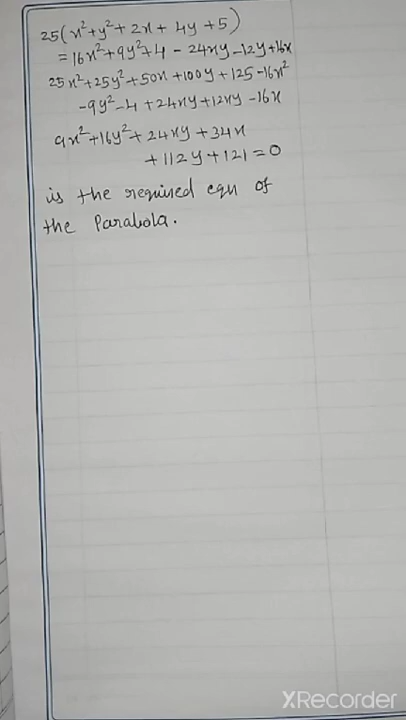 25(x²+y²+2x+4y+5)
=16x²+9y²+4-24xy-12y+16x
25x²+25y²+50x+100y+125-16x²
-9y²-4+24xy+12xy-16x
9x²+16y²+24xy+34x
+112y+121=0
is the required equ of
the Parabola.
XRecorder